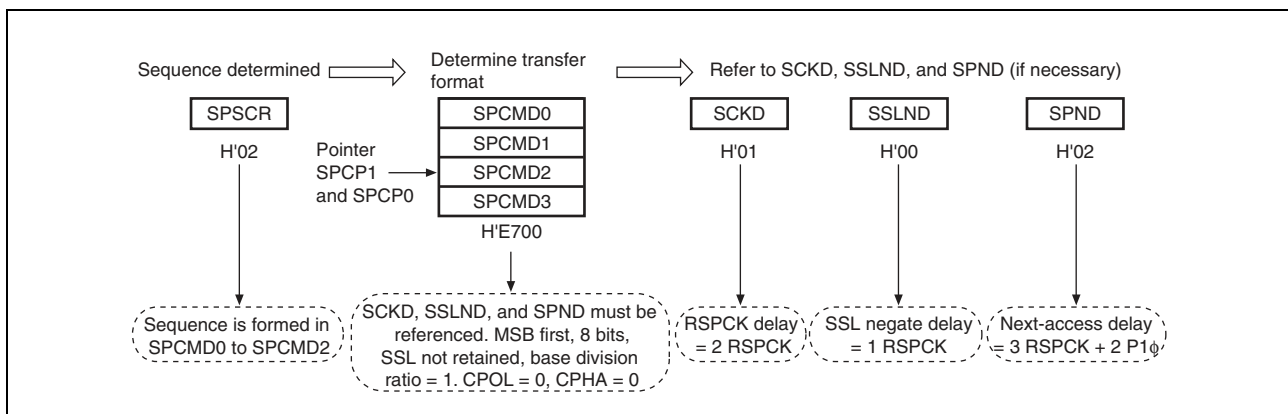 Sequence determined
Determine transfer
format
Refer to SCKD, SSLND, and SPND (if necessary)
SPSCR
H'02
Pointer
SPCP1
and SPCP0
SPCMD0
SPCMD1
SPCMD2
SPCMD3
H'E700
SCKD
H'01
SSLND
H'00
SPND
H'02
Sequence is formed in
SPCMD0 to SPCMD2
SCKD, SSLND, and SPND must be
referenced. MSB first, 8 bits,
SSL not retained, base division
ratio = 1. CPOL = 0, CPHA = 0
RSPCK delay
= 2 RSPCK
SSL negate delay
= 1 RSPCK
Next-access delay
= 3 RSPCK + 2 P1ϕ